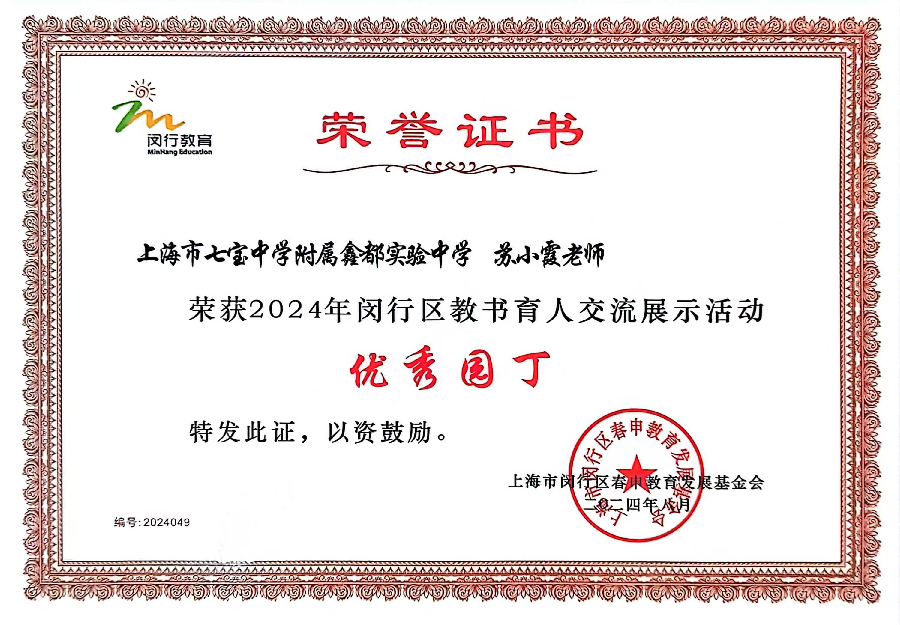 闵行教育
MinHang Education
荣誉证书
上海市七宝中学附属鑫都实验中学 苏小霞老师
荣获2024年闵行区教书育人交流展示活动
优秀园丁
特发此证，以资鼓励。
上海市闵行区春申教育发展基金会
上海市闵行区春申教育发展基金会
二〇二四年八月
编号: 2024049